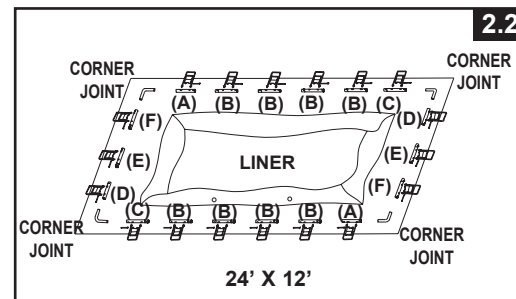 2.2
CORNER
JOINT
CORNER
JOINT
(A) (B) (B) (B) (B) (C)
(F) (D)
(E) LINER (E)
(D) (F)
(C) (B) (B) (B) (B) (A)
CORNER
JOINT
CORNER
JOINT
24’ X 12’